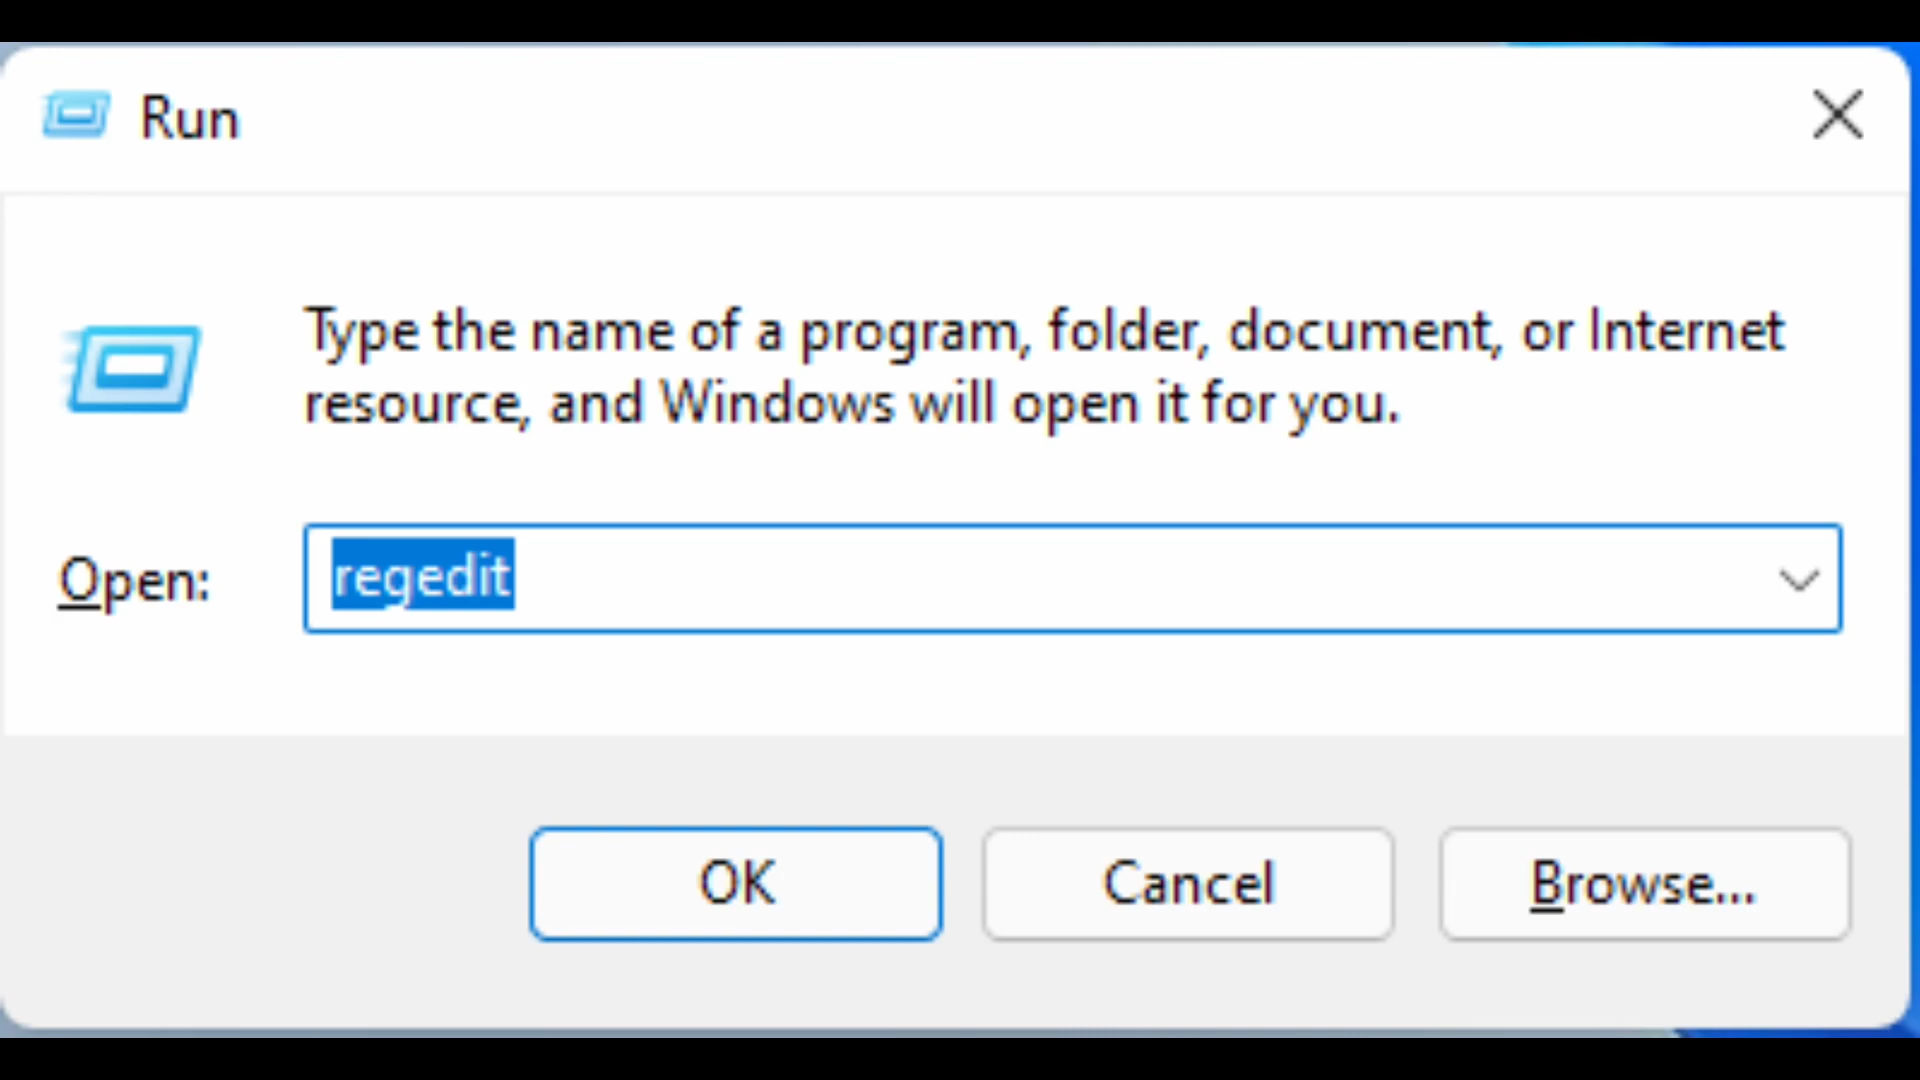 Run
Type the name of a program, folder, document, or Internet
resource, and Windows will open it for you.
Open:
regedit
OK
Cancel
Browse...